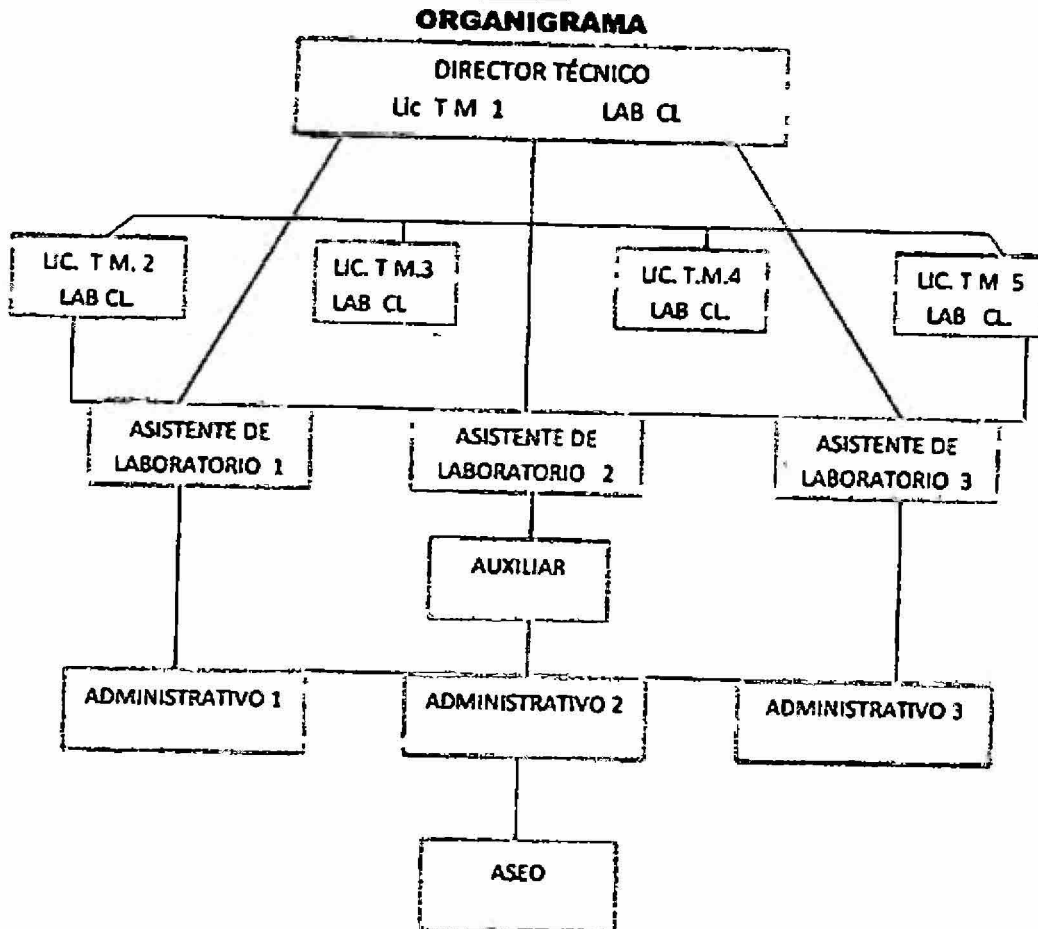 ORGANIGRAMA
DIRECTOR TÉCNICO
Lic T M 1 LAB CL
LIC. T M. 2
LAB CL.
LIC. T M.3
LAB CL
LIC. T.M.4
LAB CL.
LIC. T M 5
LAB CL.
ASISTENTE DE
LABORATORIO 1
ASISTENTE DE
LABORATORIO 2
ASISTENTE DE
LABORATORIO 3
AUXILIAR
ADMINISTRATIVO 1
ADMINISTRATIVO 2
ADMINISTRATIVO 3
ASEO